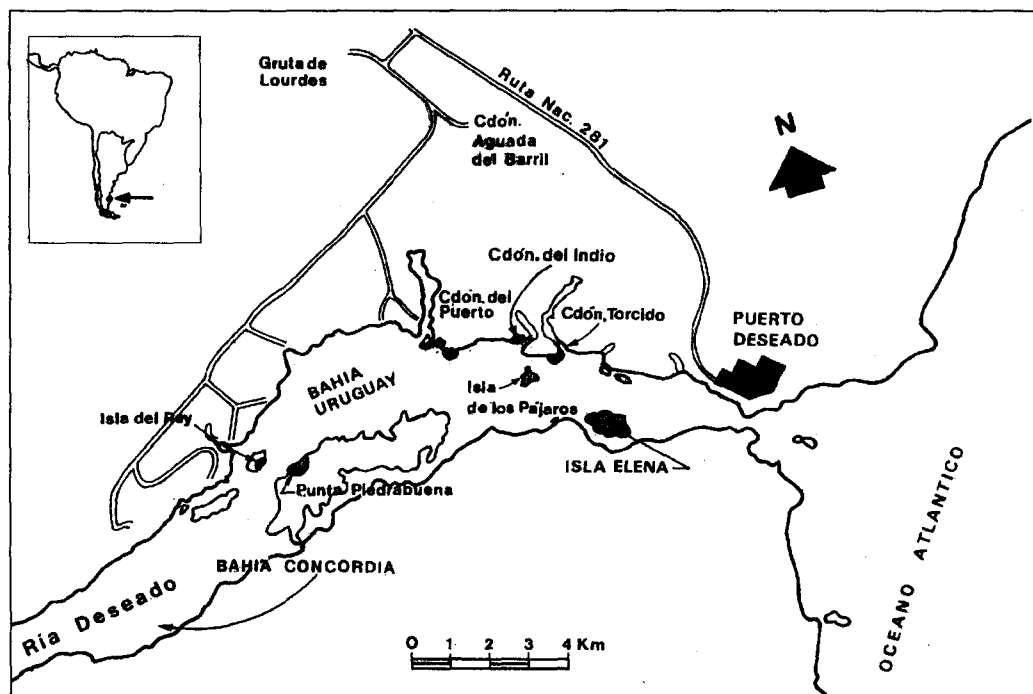 Gruta de
Lourdes
Ruta Nac. 281
Cdón.
Aguada
del Barril
N
Cdón. del Indio
Cdón. del
Puerto
Cdón. Torcido
PUERTO
DESEADO
BAHIA
URUGUAY
Isla
de los Pájaros
Isla del Rey
ISLA ELENA
Punta Piedrabuena
BAHIA CONCORDIA
Ría Deseado
OCEANO ATLANTICO
0 1 2 3 4 Km